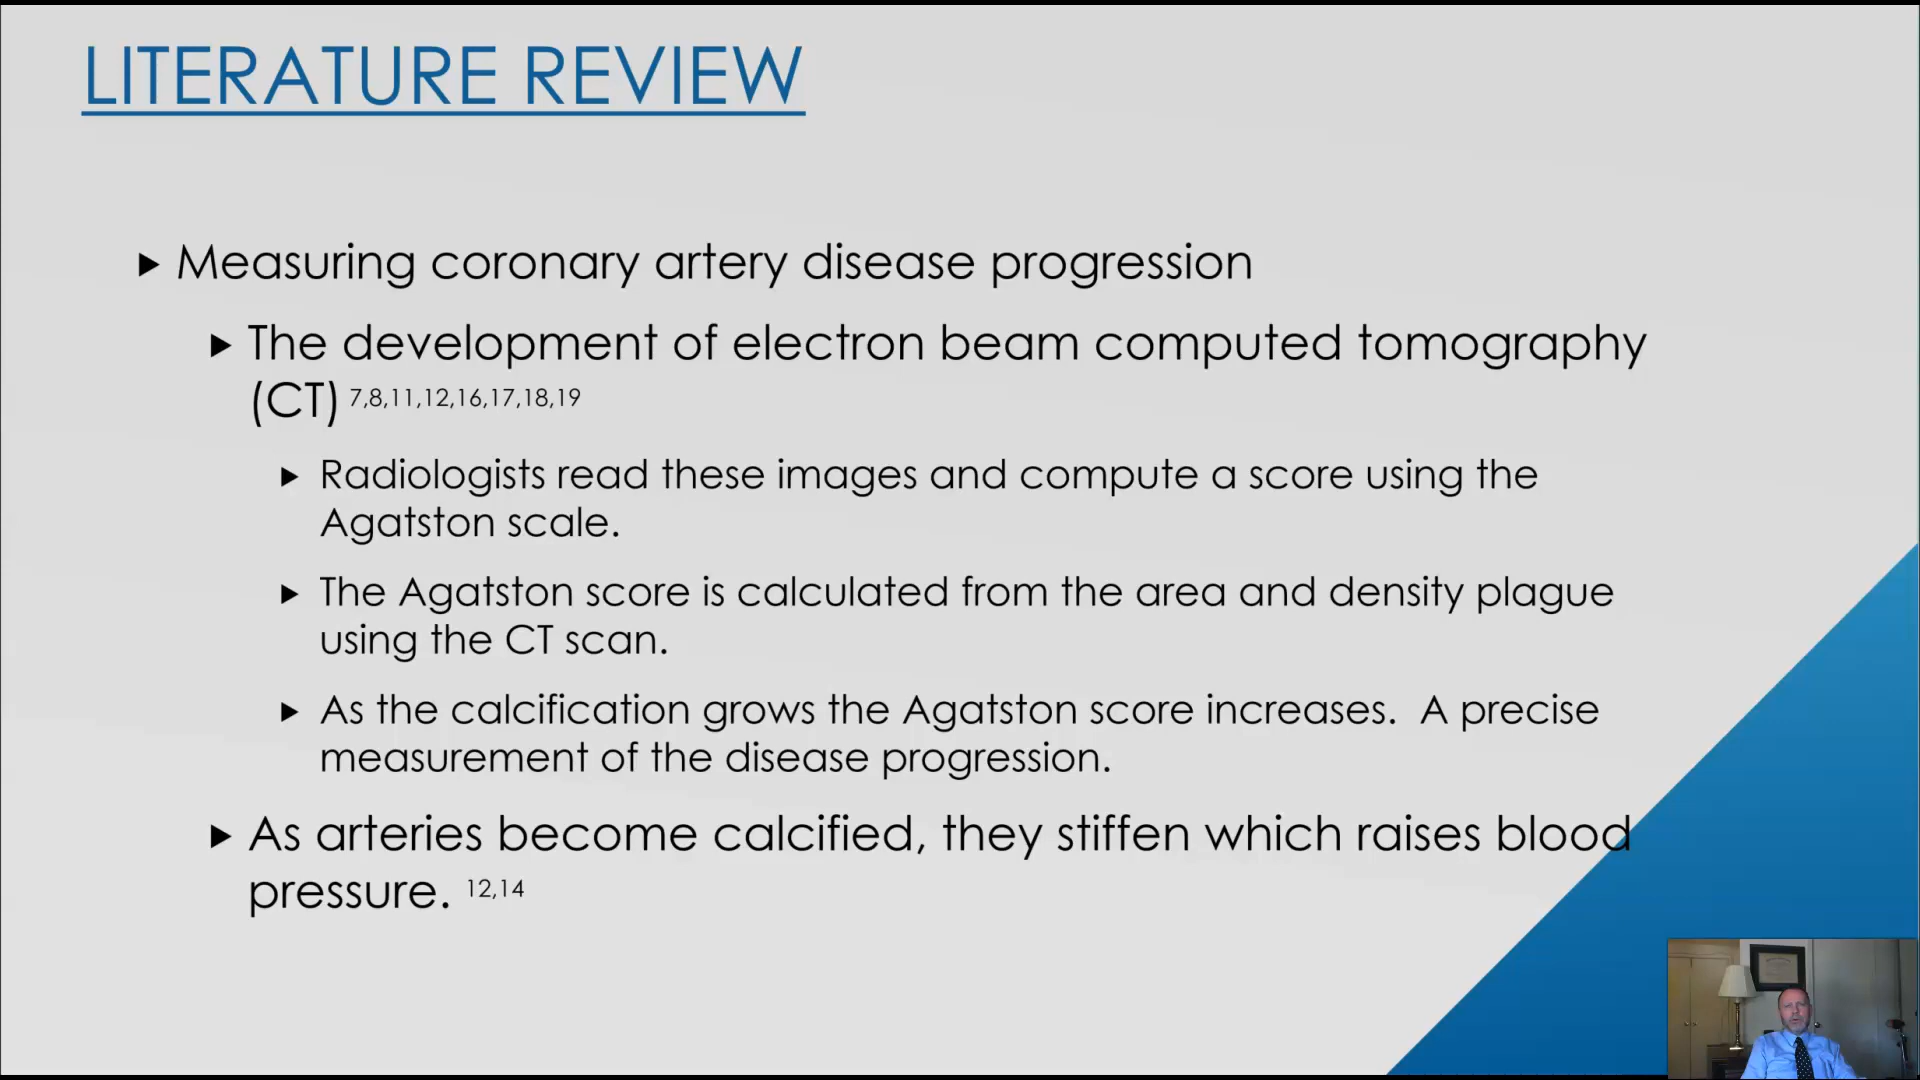 LITERATURE REVIEW
Measuring coronary artery disease progression
The development of electron beam computed tomography
(CT) 7,8,11,12,16,17,18,19
Radiologists read these images and compute a score using the
Agatston scale.
The Agatston score is calculated from the area and density plague
using the CT scan.
As the calcification grows the Agatston score increases.  A precise
measurement of the disease progression.
As arteries become calcified, they stiffen which raises blood
pressure. 12,14